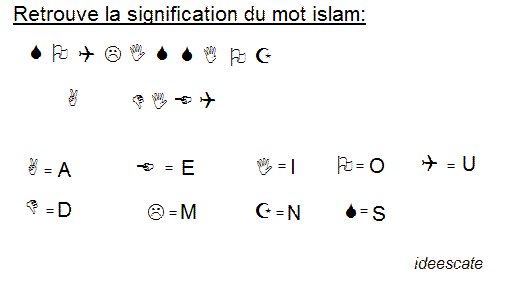 Retrouve la signification du mot islam:
💧︎ ⚐︎ ✈︎ ☹︎ 🖐︎ 💧︎ 💧︎ 🖐︎ ⚐︎ ☪︎
✌︎ 👎︎ 🖐︎ ☜︎ ✈︎
✌︎ = A ☜︎ = E 🖐︎ = I ⚐︎ = O ✈︎ = U
👎︎ = D ☹︎ = M ☪︎ = N 💧︎ = S
ideescate